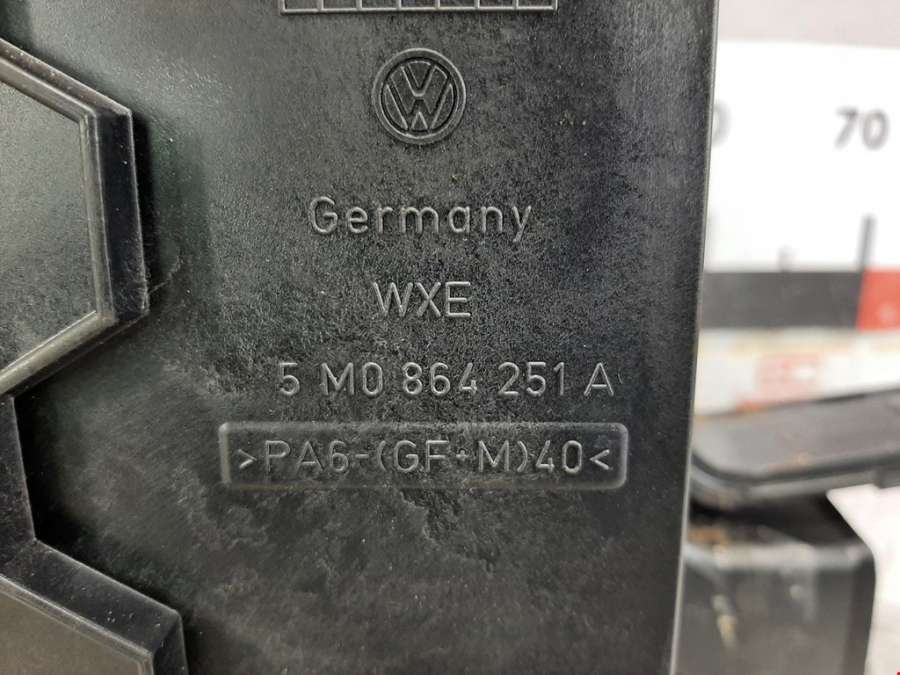 Germany
WXE
5 M0 864 251 A
>PA6-(GF+M)40<
70